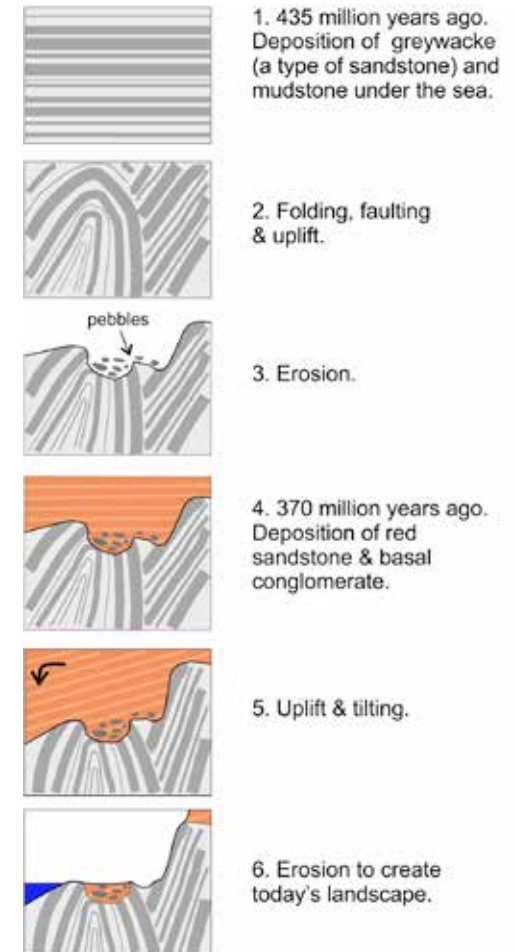 1. 435 million years ago.
Deposition of greywacke
(a type of sandstone) and
mudstone under the sea.
2. Folding, faulting
& uplift.
pebbles
3. Erosion.
4. 370 million years ago.
Deposition of red
sandstone & basal
conglomerate.
5. Uplift & tilting.
6. Erosion to create
today's landscape.